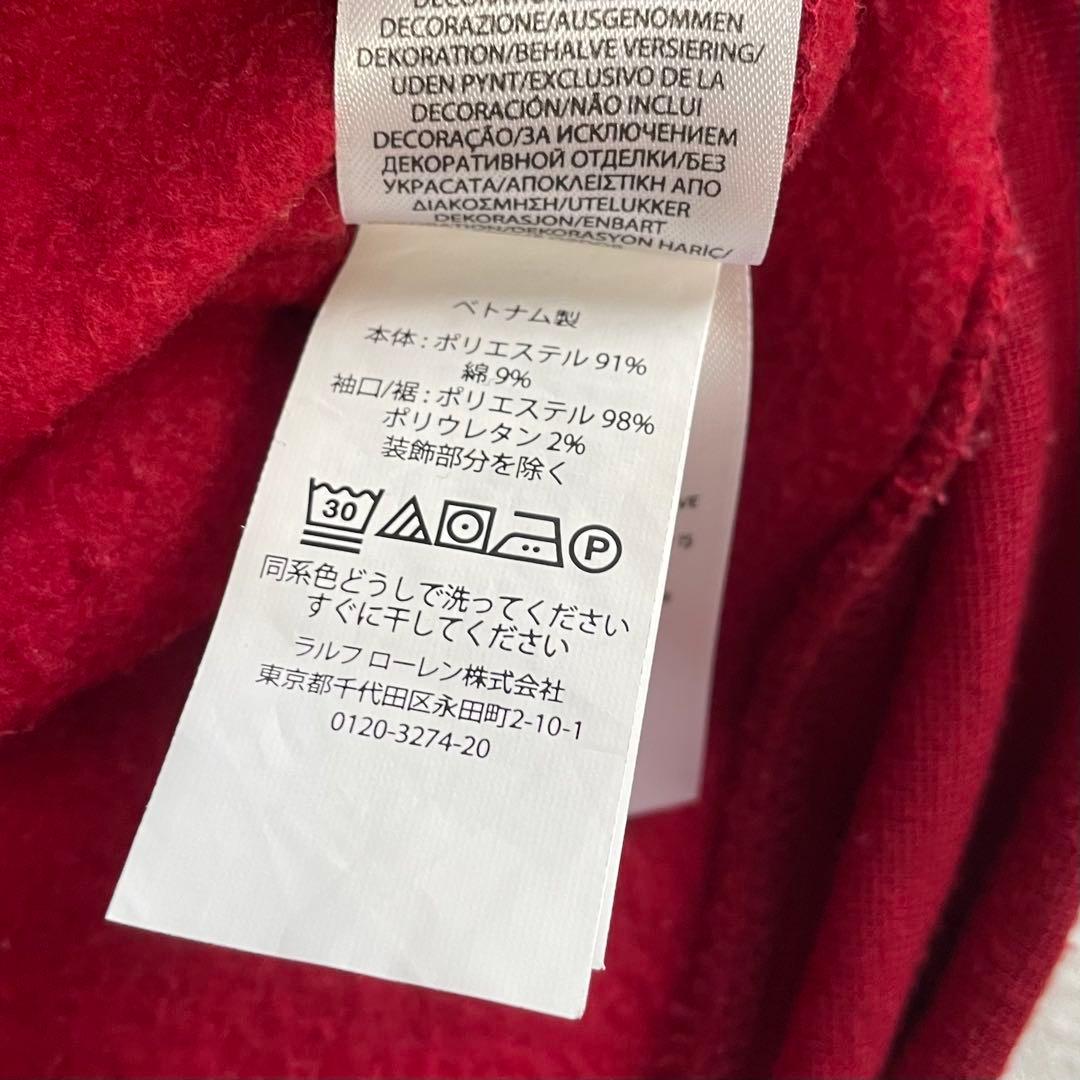 DECORAZIONE/AUSGENOMMEN
DEKORATION/BEHALVE VERSIERING/
UDEN PYNT/EXCLUSIVO DE LA
DECORACIÓN/NÃO INCLUI
DECORAÇÃO/ЗА ИСКЛЮЧЕНИЕМ
ДЕКОРАТИВНОЙ ОТДЕЛКИ/БЕЗ
УКРАСАТА/ΑΠΟΚΛΕΙΣΤΙΚΗ ΑΠΟ
ΔΙΑΚΟΣΜΗΣΗ/UTELUKKER
DEKORASJON/ENBART
DEKORASYON HARİÇ/
ベトナム製
本体 : ポリエステル 91%
綿 9%
袖口/裾 : ポリエステル 98%
ポリウレタン 2%
装飾部分を除く
30 P
同系色どうしで洗ってください
すぐに干してください
ラルフ ローレン株式会社
東京都千代田区永田町2-10-1
0120-3274-20